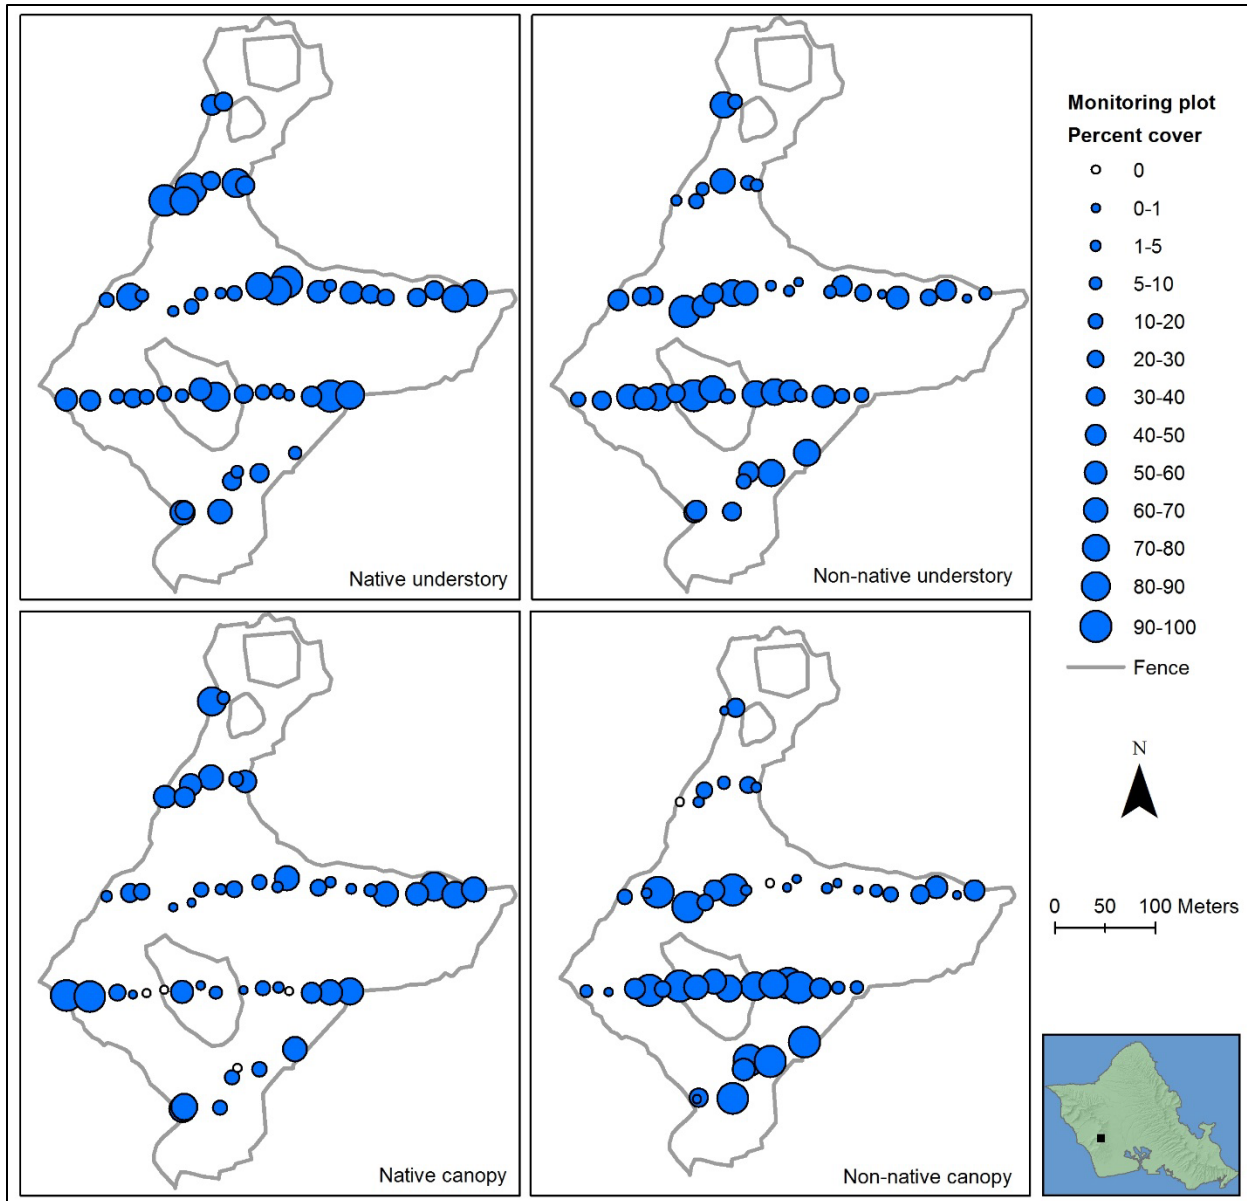 Native understory
Non-native understory
Native canopy
Non-native canopy
Monitoring plot
Percent cover
0
0-1
1-5
5-10
10-20
20-30
30-40
40-50
50-60
60-70
70-80
80-90
90-100
Fence
N
0 50 100 Meters